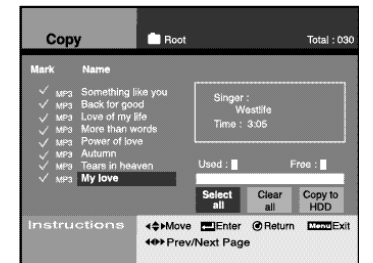 Copy Root Total : 030
Mark Name
MP3 Something like you
MP3 Back for good
MP3 Love of my life
MP3 More than words
MP3 Power of love
MP3 Autumn
MP3 Tears in heaven
MP3 My love
Singer :
Westlife
Time : 3:05
Used : Free :
Select all
Clear all
Copy to HDD
Instructions
Move Enter Return Menu Exit
Prev/Next Page